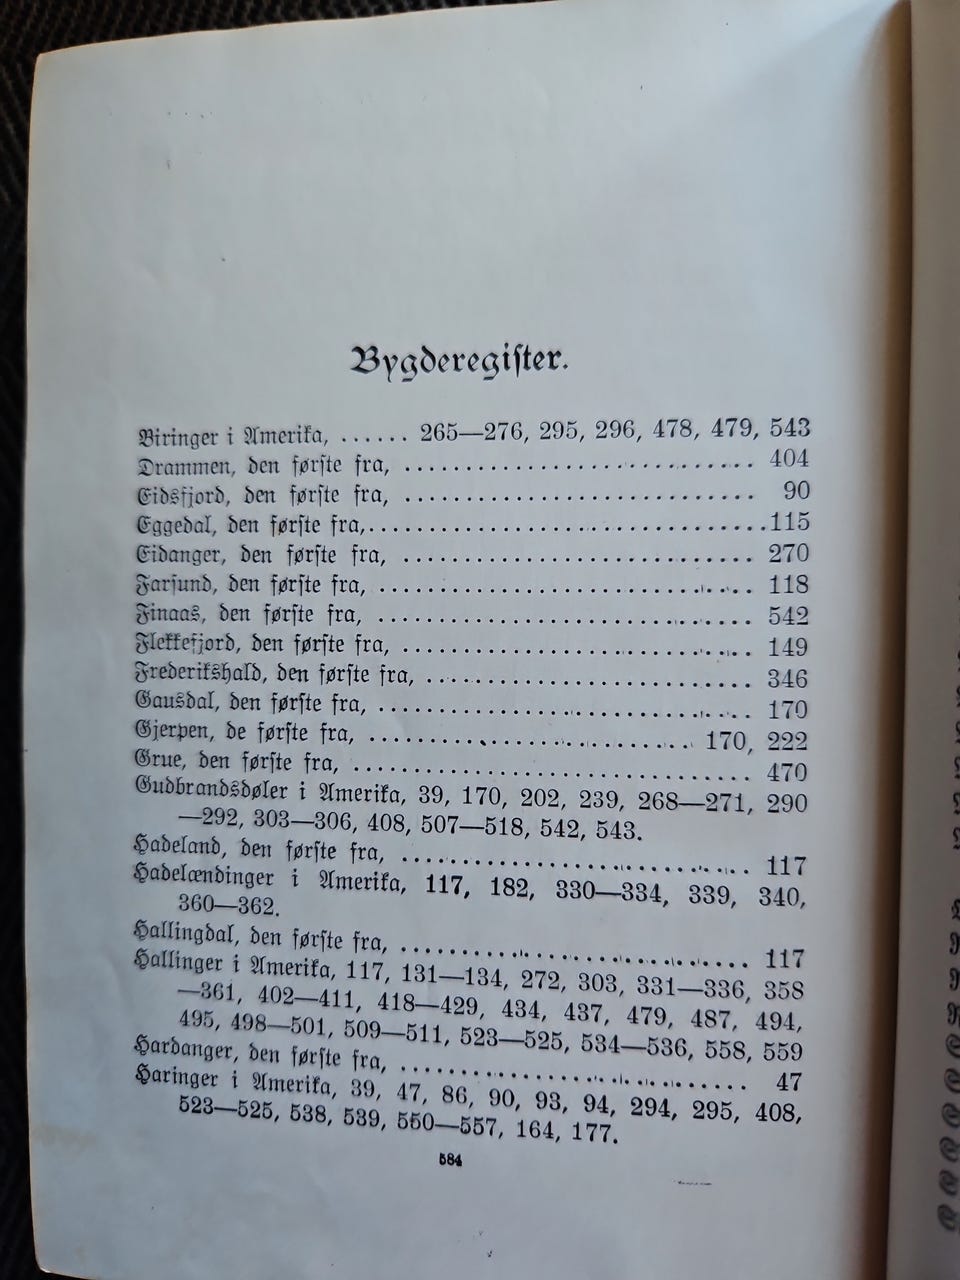 Bygderegister.
Biringer i Amerika, ...... 265—276, 295, 296, 478, 479, 543
Drammen, den første fra, .............................. 404
Eidsfjord, den første fra, .............................. 90
Eggedal, den første fra,..................................115
Eidanger, den første fra, .............................. 270
Farsund, den første fra, ................................ 118
Finaas, den første fra, ................................ 542
Flekkefjord, den første fra, .............................. 149
Frederikshald, den første fra, ............................ 346
Gausdal, den første fra, ................................ 170
Gjerpen, de første fra, ............................ 170, 222
Grue, den første fra, .................................. 470
Gudbrandsdøler i Amerika, 39, 170, 202, 239, 268—271, 290
—292, 303—306, 408, 507—518, 542, 543.
Hadeland, den første fra, .............................. 117
Hadelændinger i Amerika, 117, 182, 330—334, 339, 340,
360—362.
Hallingdal, den første fra, .............................. 117
Hallinger i Amerika, 117, 131—134, 272, 303, 331—336, 358
—361, 402—411, 418—429, 434, 437, 479, 487, 494,
495, 498—501, 509—511, 523—525, 534—536, 558, 559
Hardanger, den første fra, .............................. 47
Haringer i Amerika, 39, 47, 86, 90, 93, 94, 294, 295, 408,
523—525, 538, 539, 550—557, 164, 177.
584